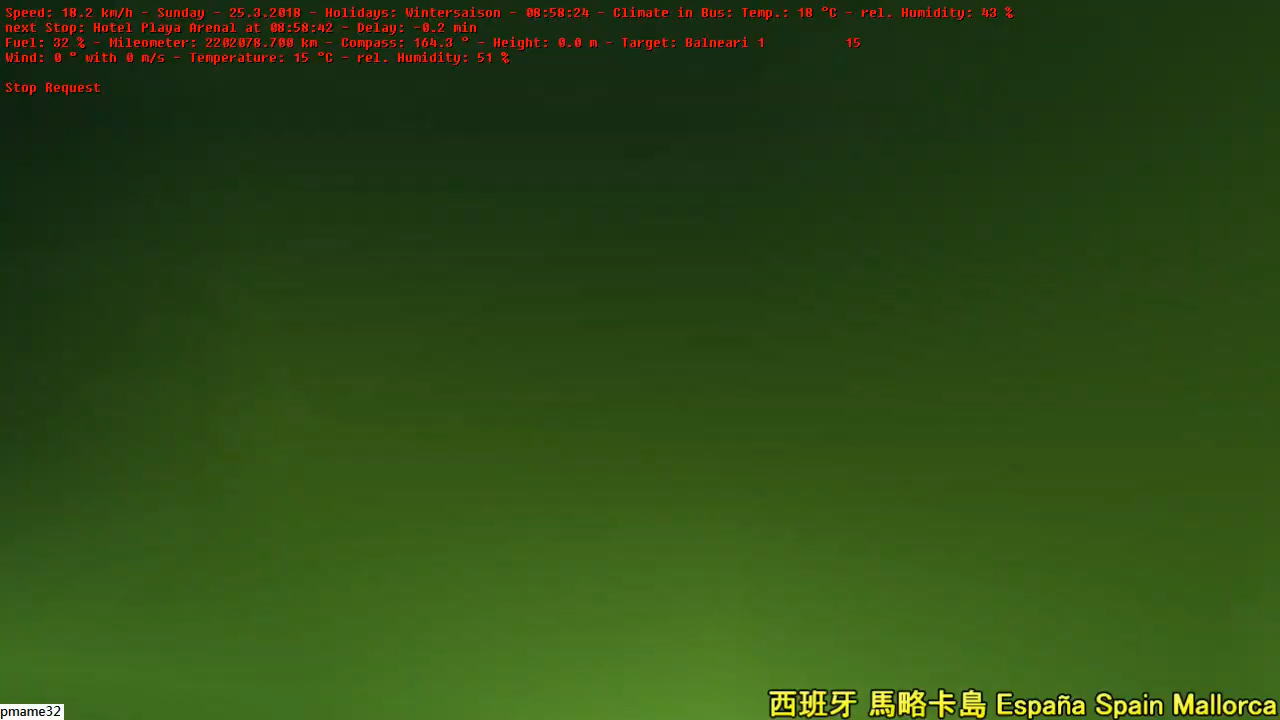 Speed: 18.2 km/h - Sunday - 25.3.2018 - Holidays: Wintersaison - 08:58:24 - Climate in Bus: Temp.: 18 °C - rel. Humidity: 43 %
next Stop: Hotel Playa Arenal at 08:58:42 - Delay: -0.2 min
Fuel: 32 % - Mileometer: 2202078.700 km - Compass: 164.3 ° - Height: 0.0 m - Target: Balneari 1 15
Wind: 0 ° with 0 m/s - Temperature: 15 °C - rel. Humidity: 51 %
Stop Request
西班牙 馬略卡島 España Spain Mallorca
pmame32